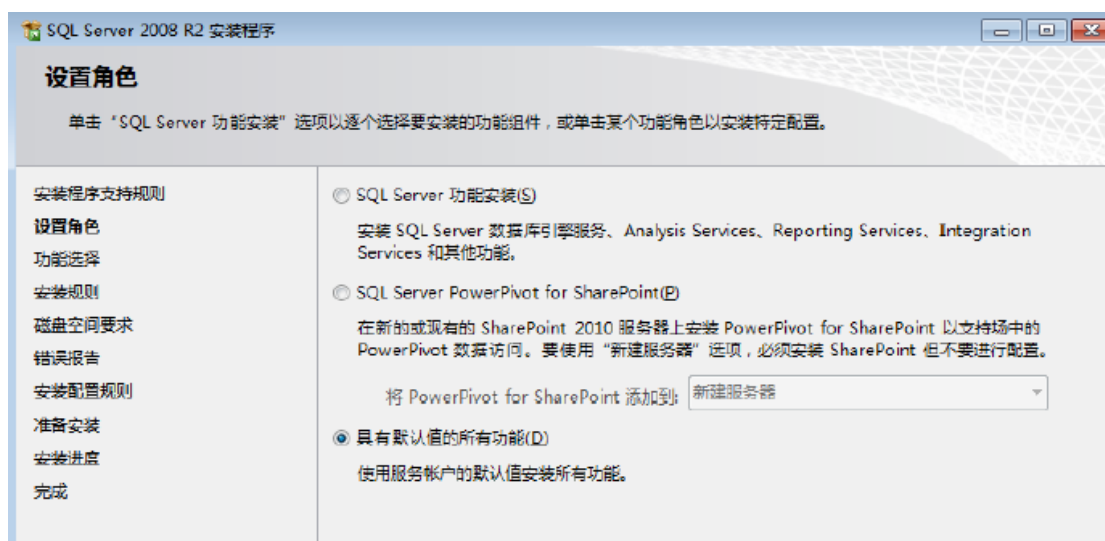 SQL Server 2008 R2 安装程序
设置角色
单击“SQL Server 功能安装”选项以逐个选择要安装的功能组件，或单击某个功能角色以安装特定配置。
安装程序支持规则
设置角色
功能选择
安装规则
磁盘空间要求
错误报告
安装配置规则
准备安装
安装进度
完成
SQL Server 功能安装(S)
安装 SQL Server 数据库引擎服务、Analysis Services、Reporting Services、Integration
Services 和其他功能。
SQL Server PowerPivot for SharePoint(P)
在新的或现有的 SharePoint 2010 服务器上安装 PowerPivot for SharePoint 以支持场中的
PowerPivot 数据访问。要使用“新建服务器”选项，必须安装 SharePoint 但不要进行配置。
将 PowerPivot for SharePoint 添加到: 新建服务器
具有默认值的所有功能(D)
使用服务帐户的默认值安装所有功能。